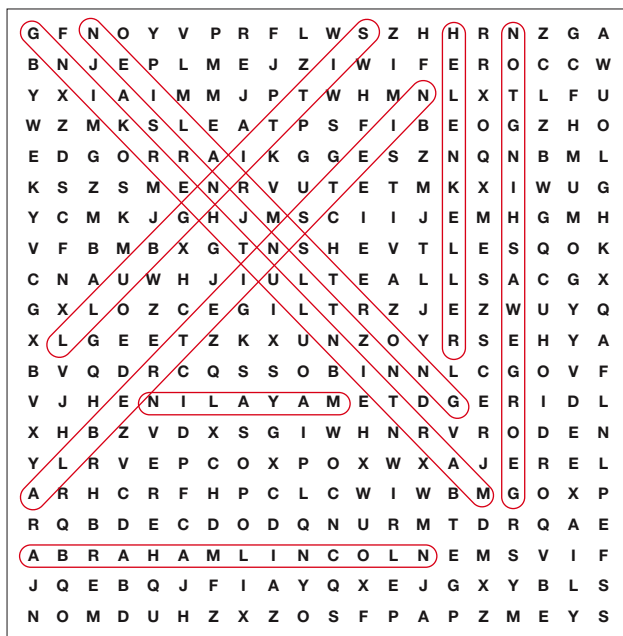 G F N O Y V P R F L W S Z H H R N Z G A
B N J E P L M E J Z I W I F E R O C C W
Y X I A I M M J P T W H M N L X T L F U
W Z M K S L E A T P S F I B E O G Z H O
E D G O R R A I K G G E S Z N Q N B M L
K S Z S M E N R V U T E T M K X I W U G
Y C M K J G H J M S C I I J E M H G M H
V F B M B X G T N S H E V T L E S Q O K
C N A U W H J I U L T E A L L S A C G X
G X L O Z C E G I L T R Z J E Z W U Y Q
X L G E E T Z K X U N Z O Y R S E H Y A
B V Q D R C Q S S O B I N N L C G O V F
V J H E N I L A Y A M E T D G E R I D L
X H B Z V D X S G I W H N R V R O D E N
Y L R V E P C O X P O X W X A J E R E L
A R H C R F H P C L C W I W B M G O X P
R Q B D E C D O D Q N U R M T D R Q A E
A B R A H A M L I N C O L N E M S V I F
J Q E B Q J F I A Y Q X E J G X Y B L S
N O M D U H Z X Z O S F P A P Z M E Y S